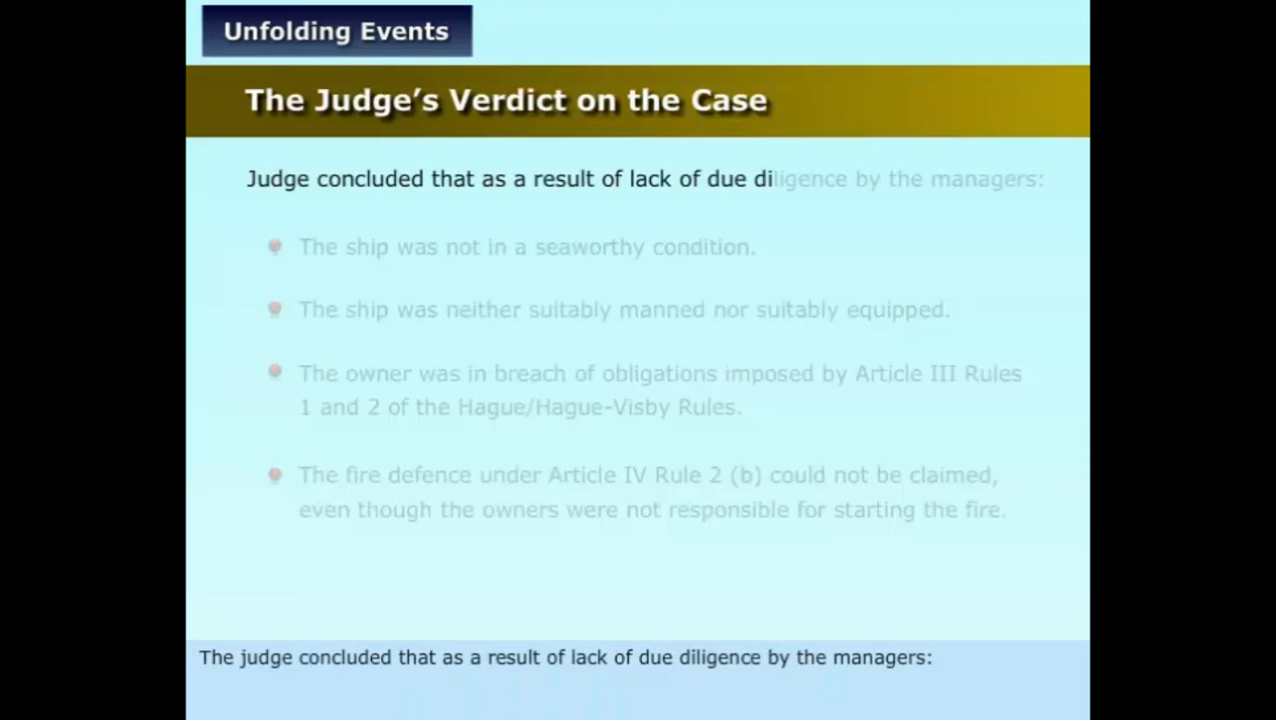 Unfolding Events
The Judge’s Verdict on the Case
Judge concluded that as a result of lack of due diligence by the managers:
The ship was not in a seaworthy condition.
The ship was neither suitably manned nor suitably equipped.
The owner was in breach of obligations imposed by Article III Rules
1 and 2 of the Hague/Hague-Visby Rules.
The fire defence under Article IV Rule 2 (b) could not be claimed,
even though the owners were not responsible for starting the fire.
The judge concluded that as a result of lack of due diligence by the managers: